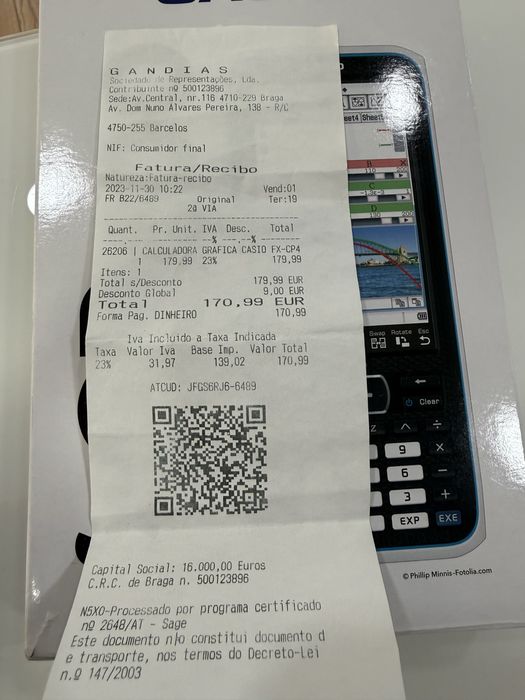 G A N D I A S
Sociedade de Representações, Lda.
Contribuinte nº 500123896
Sede:Av.Central, nr.116 4710-229 Braga
Av. Dom Nuno Alvares Pereira, 138 - R/C
4750-255 Barcelos
NIF: Consumidor final
Fatura/Recibo
Natureza:Fatura-recibo
2023-11-30 10:22 Vend:01
FR B22/6489 Original Ter:19
2ª VIA
Quant. Pr. Unit. IVA Desc. Total
26206 | CALCULADORA GRAFICA CASIO FX-CP4
1 179,99 23% 179,99
Itens: 1
Total s/Desconto 179,99 EUR
Desconto Global 9,00 EUR
Total 170,99 EUR
Forma Pag. DINHEIRO 170,99
Iva Incluido a Taxa Indicada
Taxa Valor Iva Base Imp. Valor Total
23% 31,97 139,02 170,99
ATCUD: JFGS6RJ6-6489
Capital Social: 16.000,00 Euros
C.R.C. de Braga n. 500123896
N5X0-Processado por programa certificado
nº 2648/AT - Sage
Este documento não constitui documento d
e transporte, nos termos do Decreto-Lei
n.º 147/2003
Sheet
B
C
D
Swap Rotate Esc
Clear
9
6
3
EXP
EXE
© Phillip Minnis-Fotolia.com